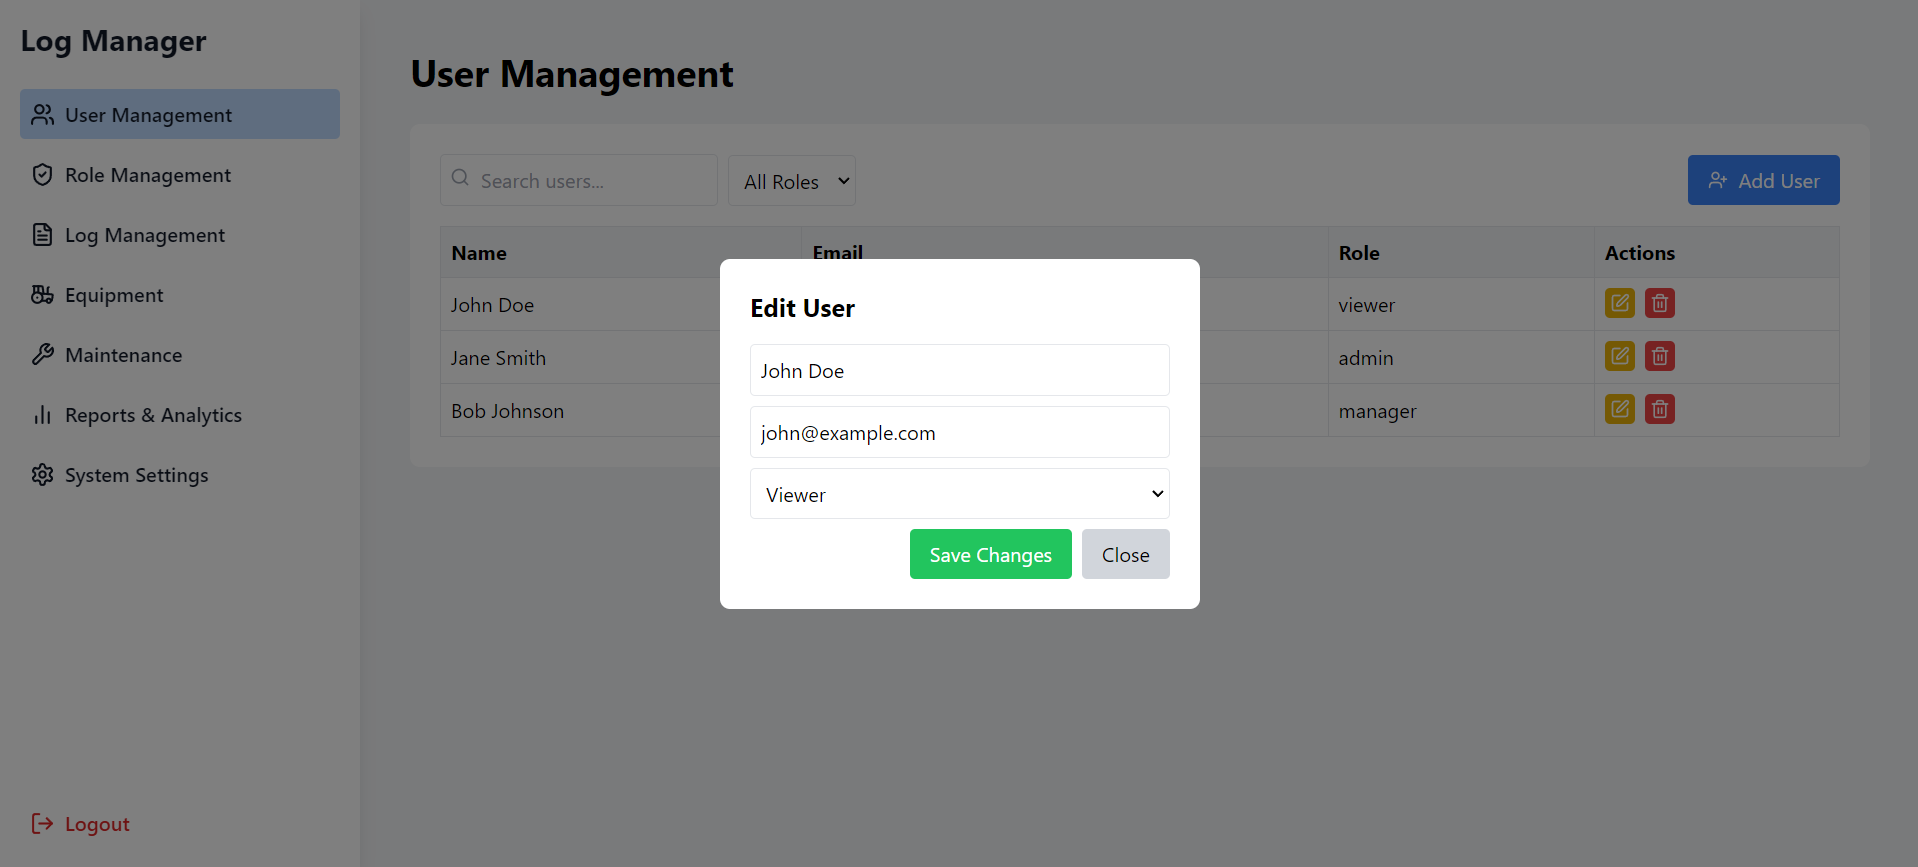 Log Manager
User Management
Role Management
Log Management
Equipment
Maintenance
Reports & Analytics
System Settings
Logout
User Management
Search users...
All Roles
Add User
Name Email Role Actions
John Doe viewer
Jane Smith admin
Bob Johnson manager
Edit User
John Doe
john@example.com
Viewer
Save Changes Close